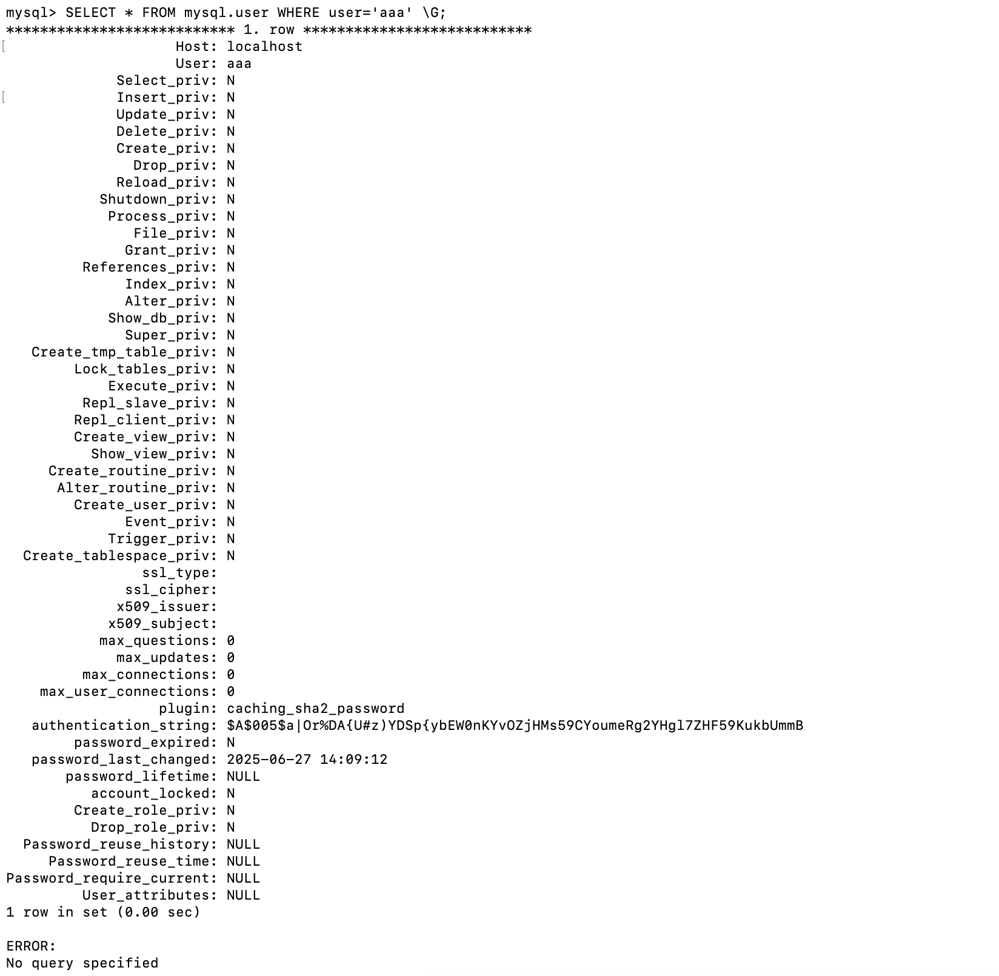 mysql> SELECT * FROM mysql.user WHERE user='aaa' \G;
*************************** 1. row ***************************
Host: localhost
User: aaa
Select_priv: N
Insert_priv: N
Update_priv: N
Delete_priv: N
Create_priv: N
Drop_priv: N
Reload_priv: N
Shutdown_priv: N
Process_priv: N
File_priv: N
Grant_priv: N
References_priv: N
Index_priv: N
Alter_priv: N
Show_db_priv: N
Super_priv: N
Create_tmp_table_priv: N
Lock_tables_priv: N
Execute_priv: N
Repl_slave_priv: N
Repl_client_priv: N
Create_view_priv: N
Show_view_priv: N
Create_routine_priv: N
Alter_routine_priv: N
Create_user_priv: N
Event_priv: N
Trigger_priv: N
Create_tablespace_priv: N
ssl_type:
ssl_cipher:
x509_issuer:
x509_subject:
max_questions: 0
max_updates: 0
max_connections: 0
max_user_connections: 0
plugin: caching_sha2_password
authentication_string: $A$005$a|Or%DA{U#z)YDSp{ybEW0nKYvOZjHMs59CYoumeRg2YHgl7ZHF59KukbUmmB
password_expired: N
password_last_changed: 2025-06-27 14:09:12
password_lifetime: NULL
account_locked: N
Create_role_priv: N
Drop_role_priv: N
Password_reuse_history: NULL
Password_reuse_time: NULL
Password_require_current: NULL
User_attributes: NULL
1 row in set (0.00 sec)
ERROR:
No query specified